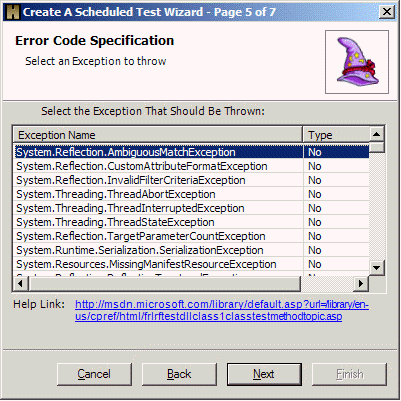 Create A Scheduled Test Wizard - Page 5 of 7
Error Code Specification
Select an Exception to throw
Select the Exception That Should Be Thrown:
Exception Name Type
System.Reflection.AmbiguousMatchException No
System.Reflection.CustomAttributeFormatException No
System.Reflection.InvalidFilterCriteriaException No
System.Threading.ThreadAbortException No
System.Threading.ThreadInterruptedException No
System.Threading.ThreadStateException No
System.Reflection.TargetParameterCountException No
System.Runtime.Serialization.SerializationException No
System.Resources.MissingManifestResourceException No
Help Link: http://msdn.microsoft.com/library/default.asp?url=/library/en-
us/cpref/html/frlrftestdllclass1classtestmethodtopic.asp
Cancel Back Next Finish